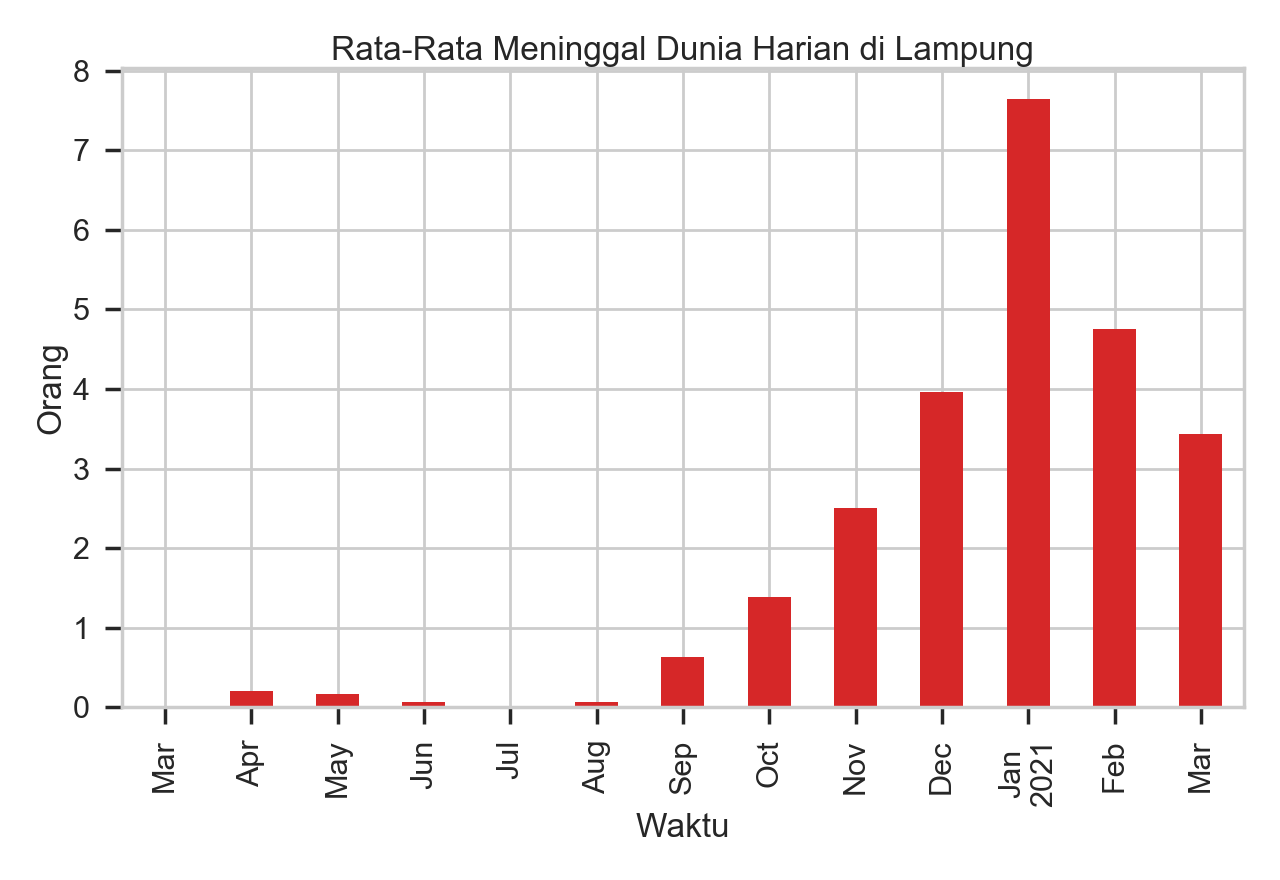 Rata-Rata Meninggal Dunia Harian di Lampung
8
7
6
5
4
3
2
1
0
Orang
Mar
Apr
May
Jun
Jul
Aug
Sep
Oct
Nov
Dec
Jan
2021
Feb
Mar
Waktu